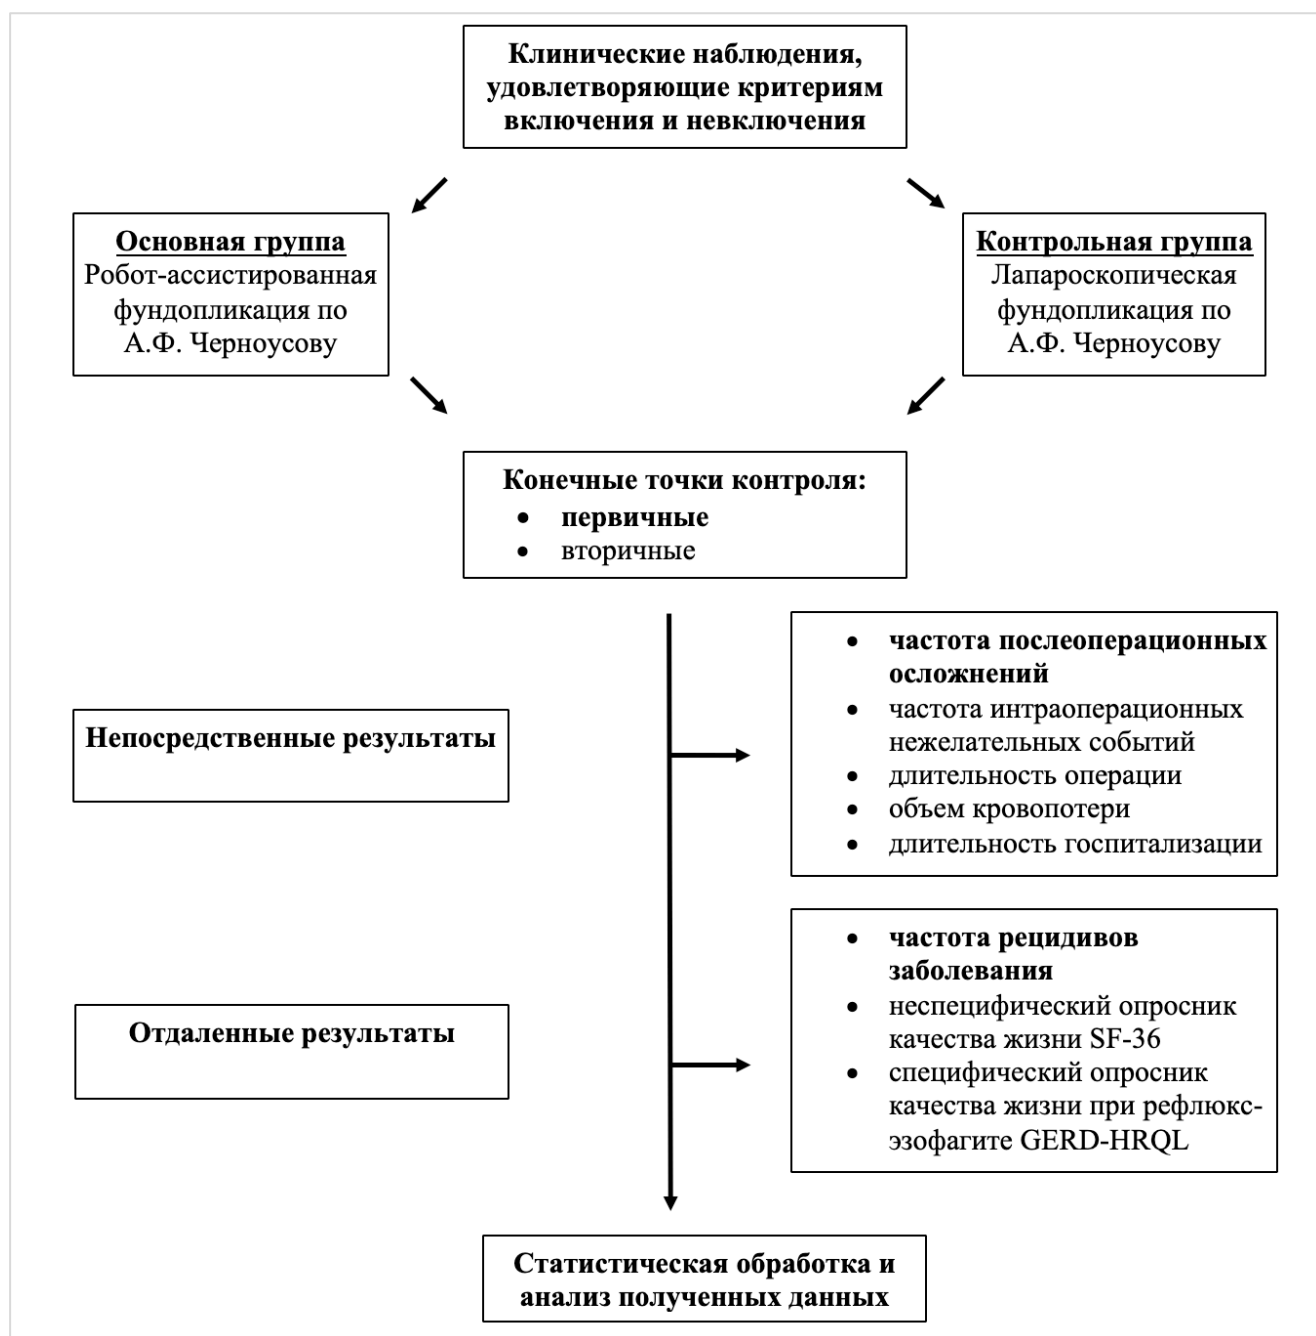 Клинические наблюдения,
удовлетворяющие критериям
включения и невключения
Основная группа
Робот-ассистированная
фундопликация по
А.Ф. Черноусову
Контрольная группа
Лапароскопическая
фундопликация по
А.Ф. Черноусову
Конечные точки контроля:
• первичные
• вторичные
Непосредственные результаты
• частота послеоперационных
осложнений
• частота интраоперационных
нежелательных событий
• длительность операции
• объем кровопотери
• длительность госпитализации
Отдаленные результаты
• частота рецидивов
заболевания
• неспецифический опросник
качества жизни SF-36
• специфический опросник
качества жизни при рефлюкс-
эзофагите GERD-HRQL
Статистическая обработка и
анализ полученных данных